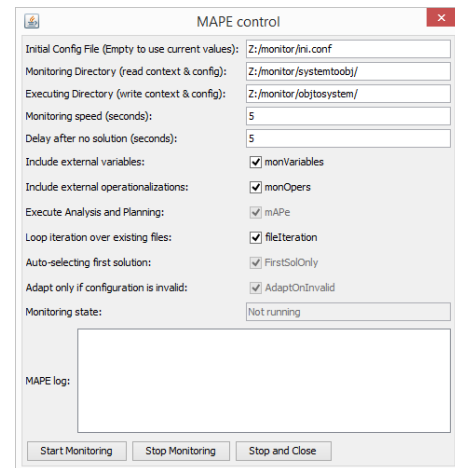 MAPE control
Initial Config File (Empty to use current values): Z:/monitor/ini.conf
Monitoring Directory (read context & config): Z:/monitor/systemtoobj/
Executing Directory (write context & config): Z:/monitor/objtosystem/
Monitoring speed (seconds): 5
Delay after no solution (seconds): 5
Include external variables: monVariables
Include external operationalizations: monOpers
Execute Analysis and Planning: mAPe
Loop iteration over existing files: fileIteration
Auto-selecting first solution: FirstSolOnly
Adapt only if configuration is invalid: AdaptOnInvalid
Monitoring state: Not running
MAPE log:
Start Monitoring Stop Monitoring Stop and Close